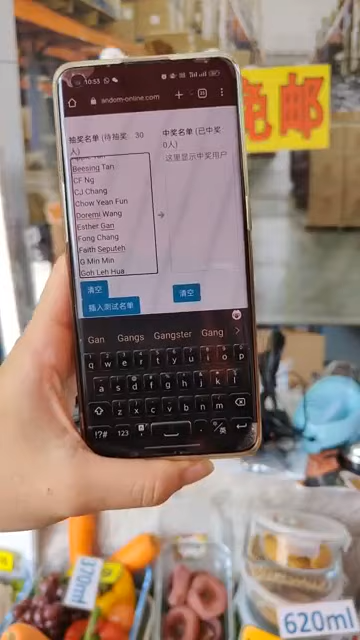 10:53
andom-online.com
抽奖名单 (待抽奖: 30
人)
中奖名单 (已中奖:
0人)
这里显示中奖用户
Beesing Tan
CF Ng
CJ Chang
Chow Yean Fun
Doremi Wang
Esther Gan
Fong Chang
Faith Seputeh
G Min Min
Goh Leh Hua
清空
清空
插入测试名单
Gan Gangs Gangster Gang
q w e r t y u i o p
a s d f g h j k l
z x c v b n m
!?# 123
免邮
370ml
620ml